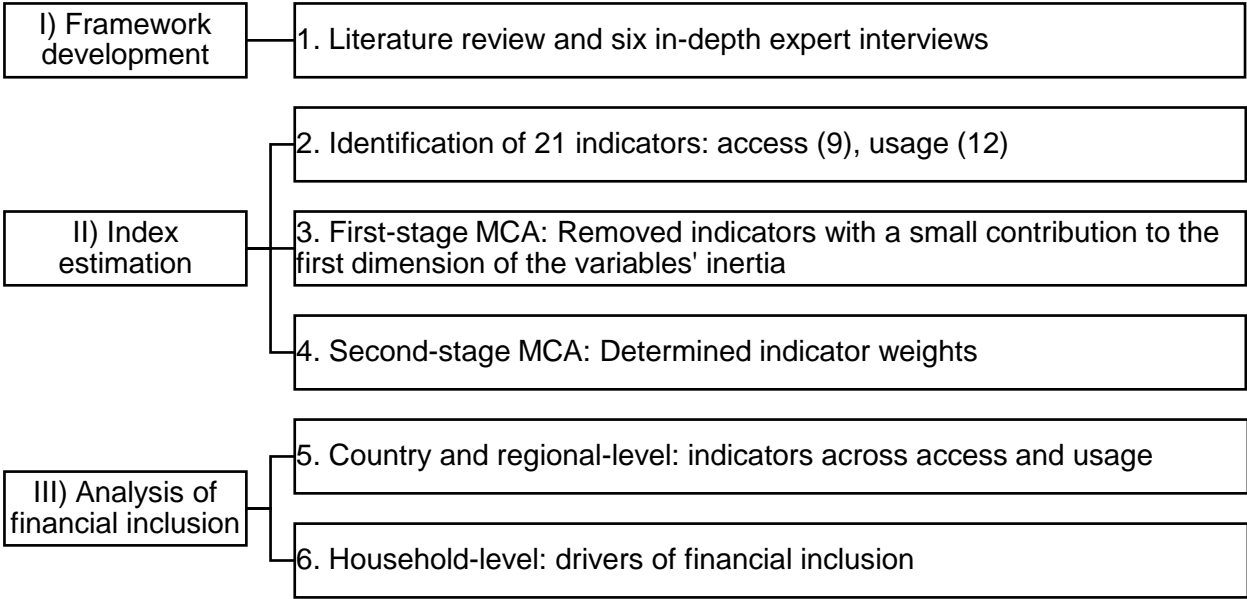 I) Framework
development
1. Literature review and six in-depth expert interviews
2. Identification of 21 indicators: access (9), usage (12)
II) Index
estimation
3. First-stage MCA: Removed indicators with a small contribution to the
first dimension of the variables' inertia
4. Second-stage MCA: Determined indicator weights
5. Country and regional-level: indicators across access and usage
III) Analysis of
financial inclusion
6. Household-level: drivers of financial inclusion